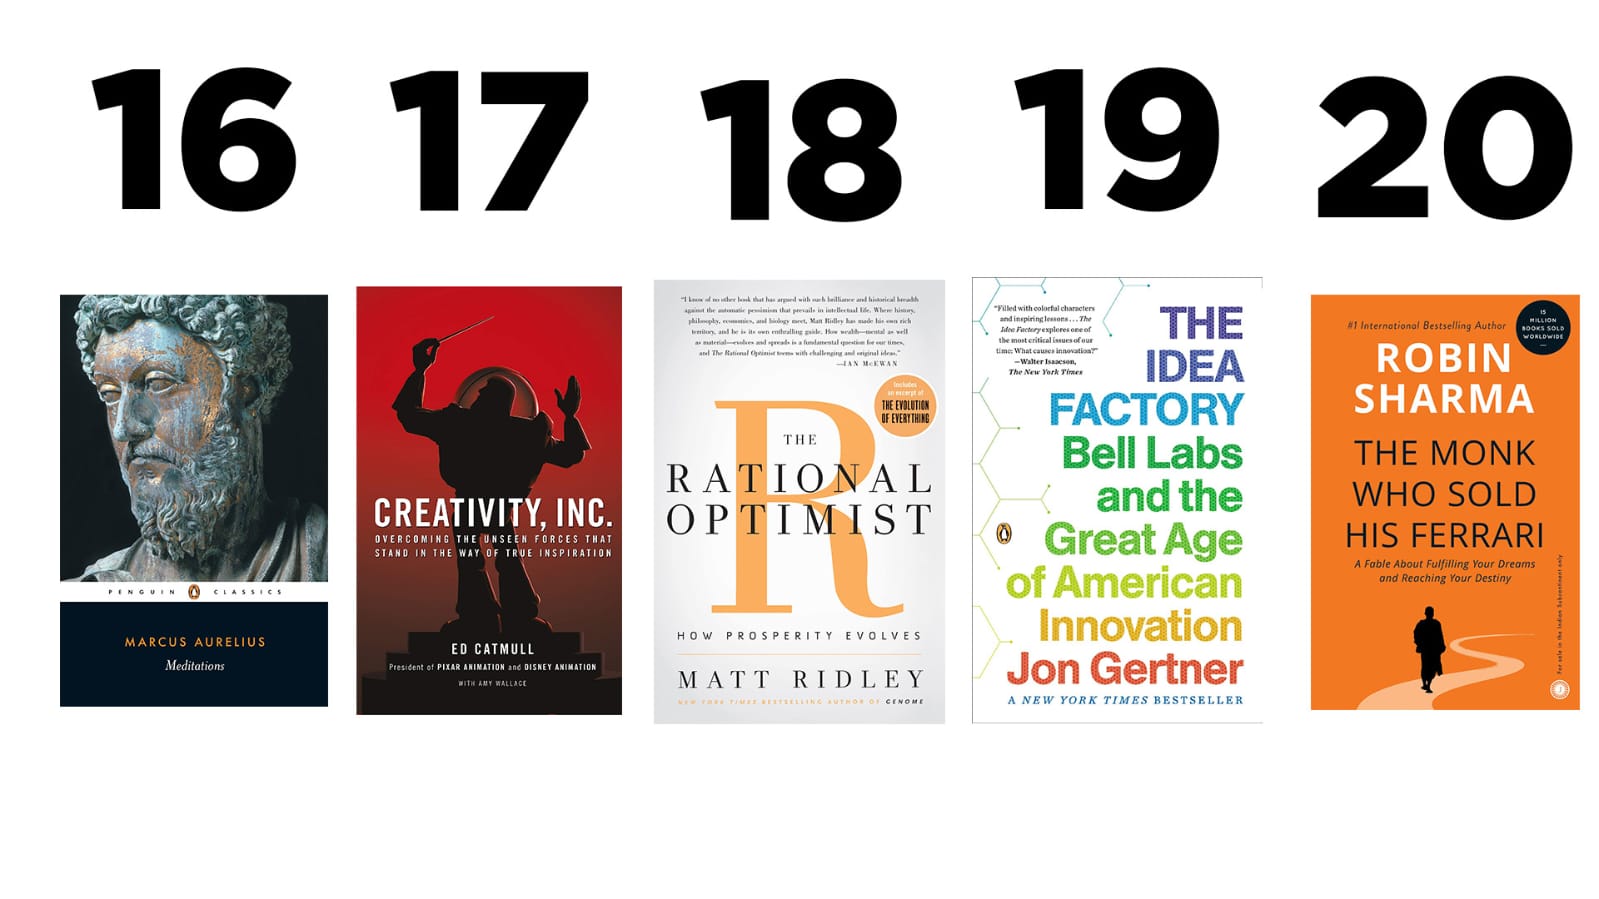 16
17
18
19
20
PENGUIN CLASSICS
MARCUS AURELIUS
Meditations
CREATIVITY, INC.
OVERCOMING THE UNSEEN FORCES THAT
STAND IN THE WAY OF TRUE INSPIRATION
ED CATMULL
President of PIXAR ANIMATION and DISNEY ANIMATION
WITH AMY WALLACE
"I know of no other book that has argued with such brilliance and historical breadth
against the automatic pessimism that prevails in intellectual life. Where history,
philosophy, economics, and biology meet, Matt Ridley has made his own rich
territory, and he is its own enthralling guide. How wealth—mental as well
as material—evolves and spreads is a fundamental question for our times,
and The Rational Optimist teems with challenging and original ideas."
—IAN McEWAN
Includes
an excerpt of
THE EVOLUTION
OF EVERYTHING
R
THE
RATIONAL
OPTIMIST
HOW PROSPERITY EVOLVES
MATT RIDLEY
NEW YORK TIMES BESTSELLING AUTHOR OF GENOME
"Filled with colorful characters
and inspiring lessons . . . The
Idea Factory explores one of
the most critical issues of our
time: What causes innovation?"
—Walter Isaacson,
The New York Times
THE
IDEA
FACTORY
Bell Labs
and the
Great Age
of American
Innovation
Jon Gertner
A NEW YORK TIMES BESTSELLER
#1 International Bestselling Author
15
MILLION
BOOKS SOLD
WORLDWIDE
ROBIN
SHARMA
THE MONK
WHO SOLD
HIS FERRARI
A Fable About Fulfilling Your Dreams
and Reaching Your Destiny
For sale in the Indian Subcontinent only